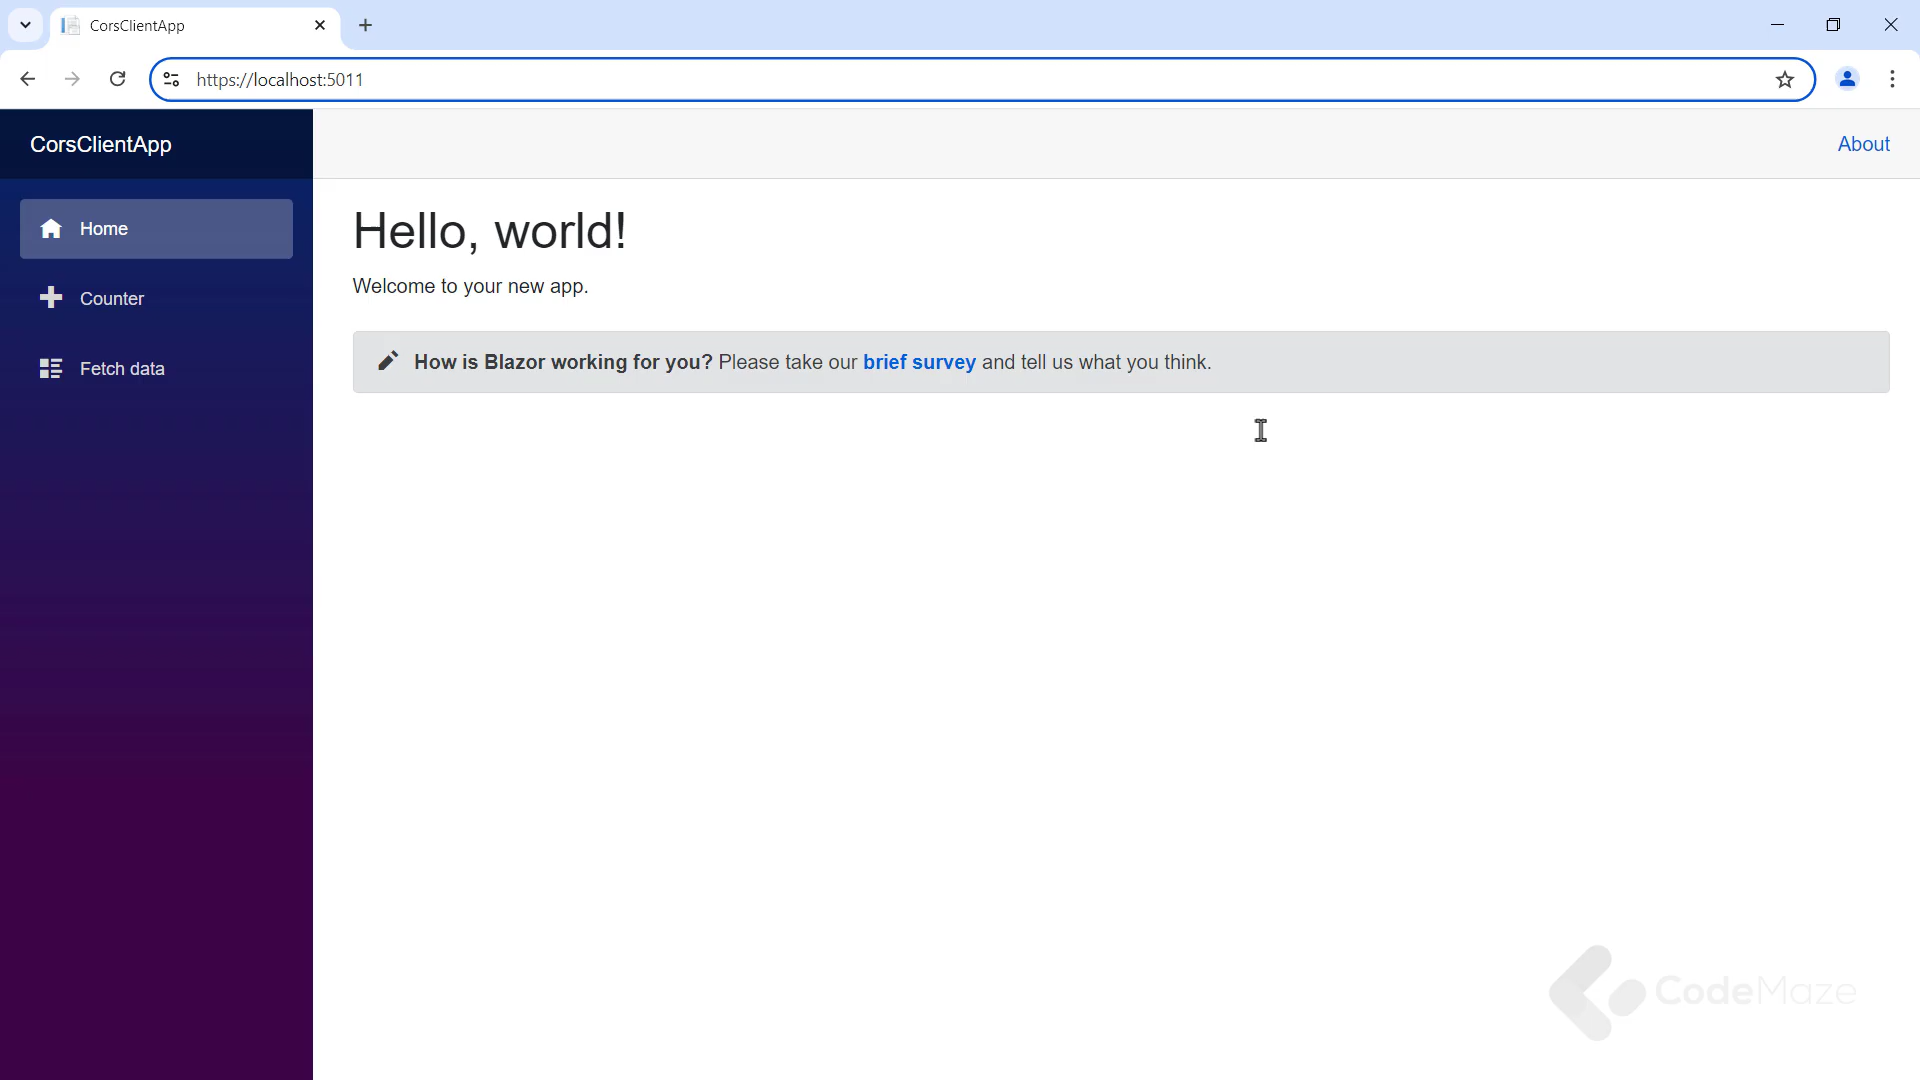 CorsClientApp
https://localhost:5011
CorsClientApp
About
Home
Counter
Fetch data
Hello, world!
Welcome to your new app.
How is Blazor working for you? Please take our brief survey and tell us what you think.
CodeMaze